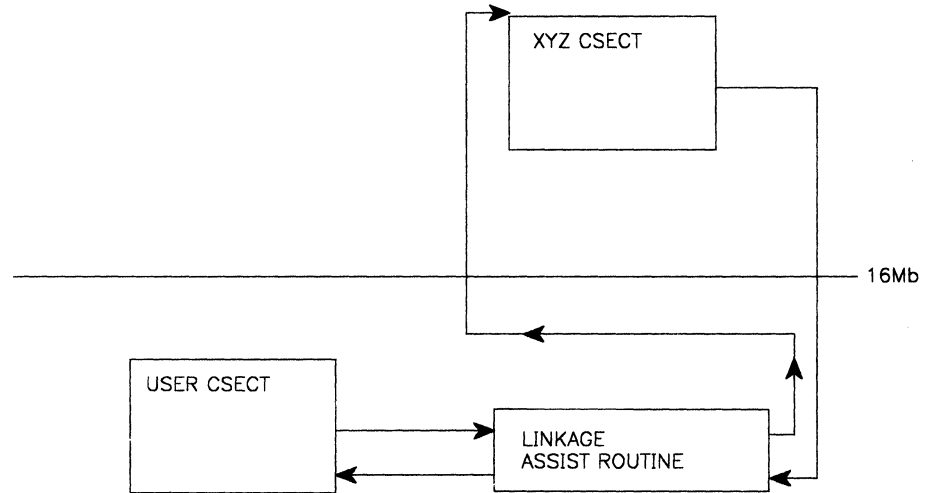 XYZ CSECT
16Mb
USER CSECT
LINKAGE
ASSIST ROUTINE